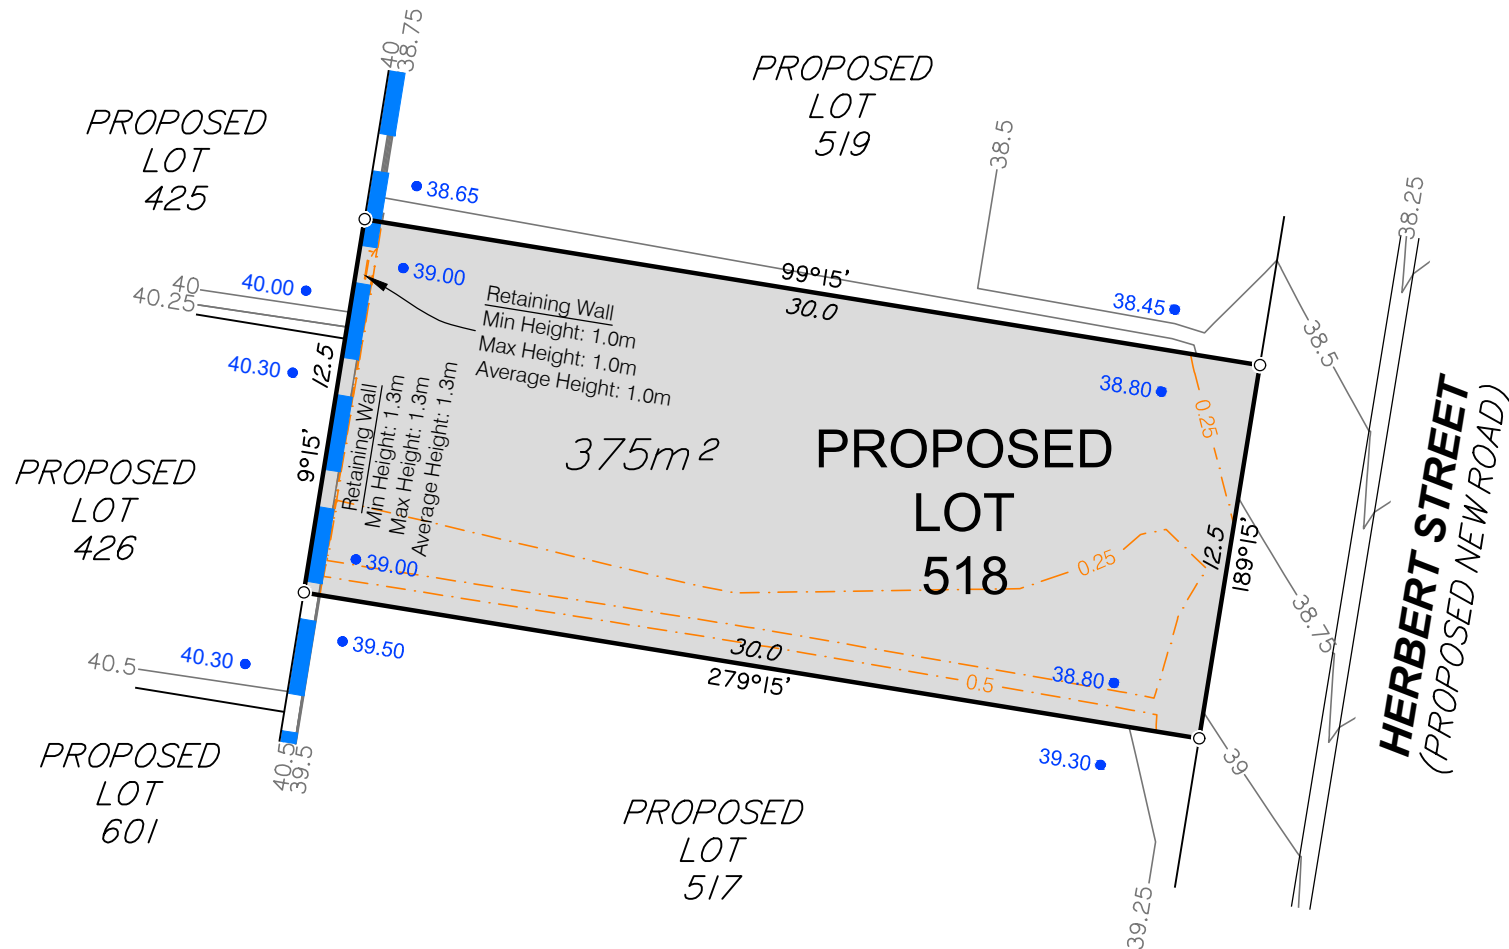 40
38.75
PROPOSED
LOT
519
PROPOSED
LOT
425
38.5
38.25
38.65
99°15'
30.0
39.00
40.00
40
40.25
Retaining Wall
Min Height: 1.0m
Max Height: 1.0m
Average Height: 1.0m
38.45
38.5
12.5
40.30
38.80
0.25
Retaining Wall
Min Height: 1.3m
Max Height: 1.3m
Average Height: 1.3m
375m²
PROPOSED
LOT
518
9°15'
PROPOSED
LOT
426
HERBERT STREET
(PROPOSED NEW ROAD)
12.5
189°15'
0.25
39.00
38.75
40.30
40.5
39.50
30.0
279°15'
38.80
0.5
39.30
39
40.5
39.5
PROPOSED
LOT
601
PROPOSED
LOT
517
39.25